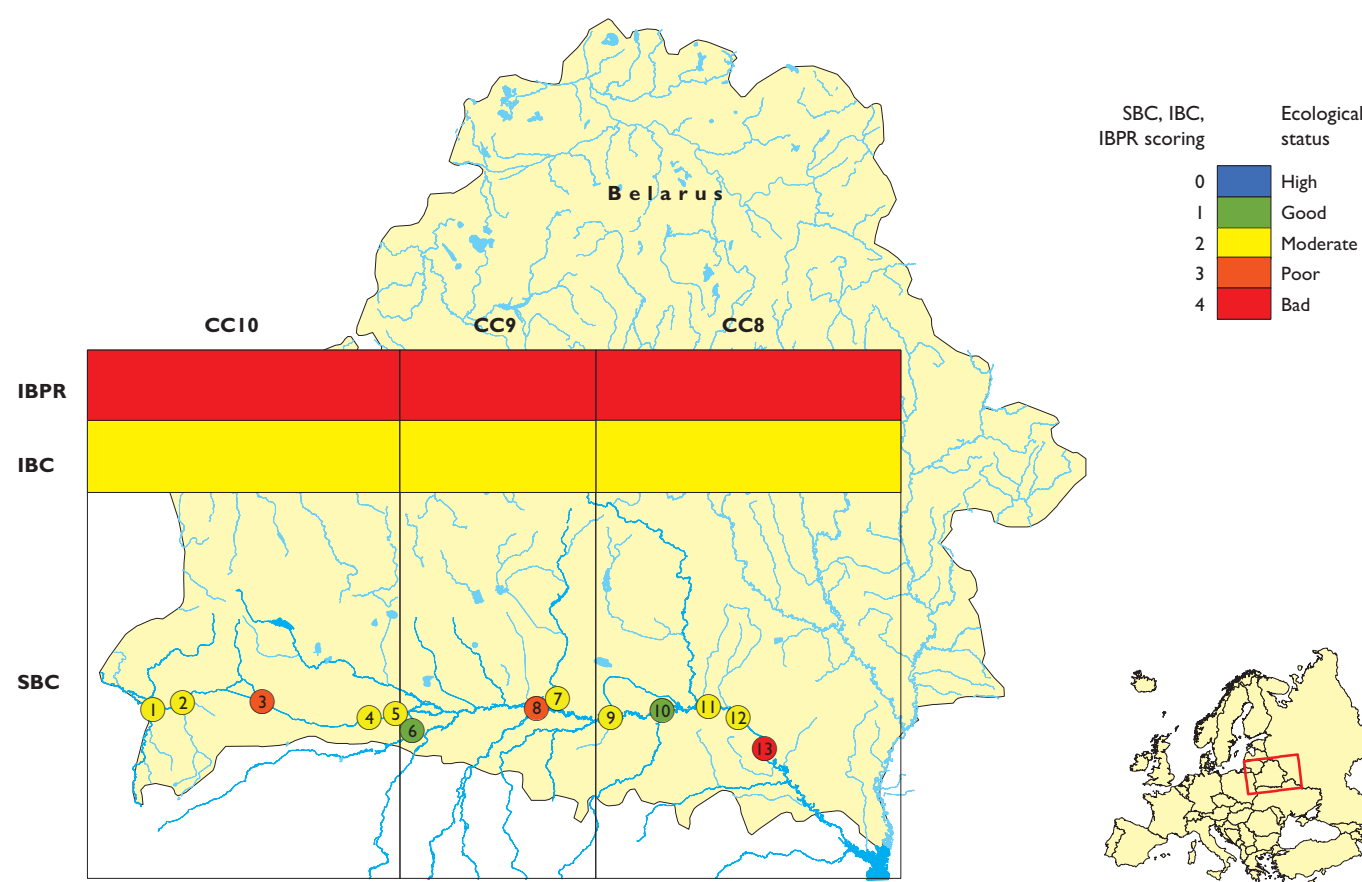 SBC, IBC,
IBPR scoring
Ecological
status
0 High
1 Good
2 Moderate
3 Poor
4 Bad
Belarus
CC10 CC9 CC8
IBPR
IBC
SBC
1
2
3
4
5
6
7
8
9
10
11
12
13